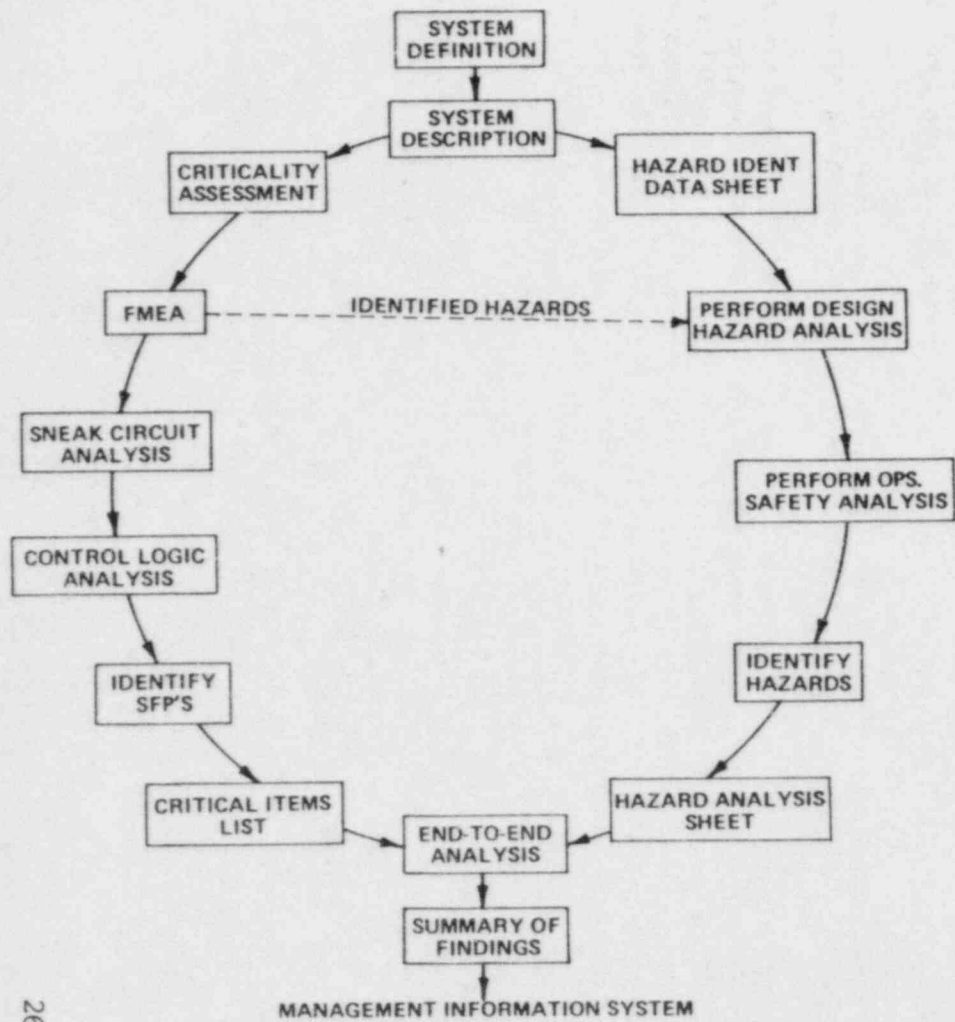 SYSTEM
DEFINITION
SYSTEM
DESCRIPTION
CRITICALITY
ASSESSMENT
HAZARD IDENT
DATA SHEET
FMEA
IDENTIFIED HAZARDS
PERFORM DESIGN
HAZARD ANALYSIS
SNEAK CIRCUIT
ANALYSIS
PERFORM OPS.
SAFETY ANALYSIS
CONTROL LOGIC
ANALYSIS
IDENTIFY
SFP'S
IDENTIFY
HAZARDS
CRITICAL ITEMS
LIST
HAZARD ANALYSIS
SHEET
END-TO-END
ANALYSIS
SUMMARY OF
FINDINGS
MANAGEMENT INFORMATION SYSTEM
26